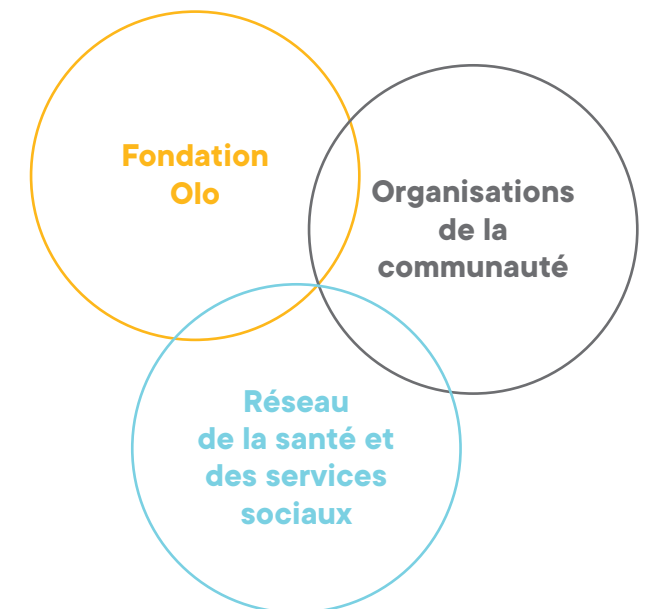 Fondation
Olo
Organisations
de la
communauté
Réseau
de la santé et
des services
sociaux